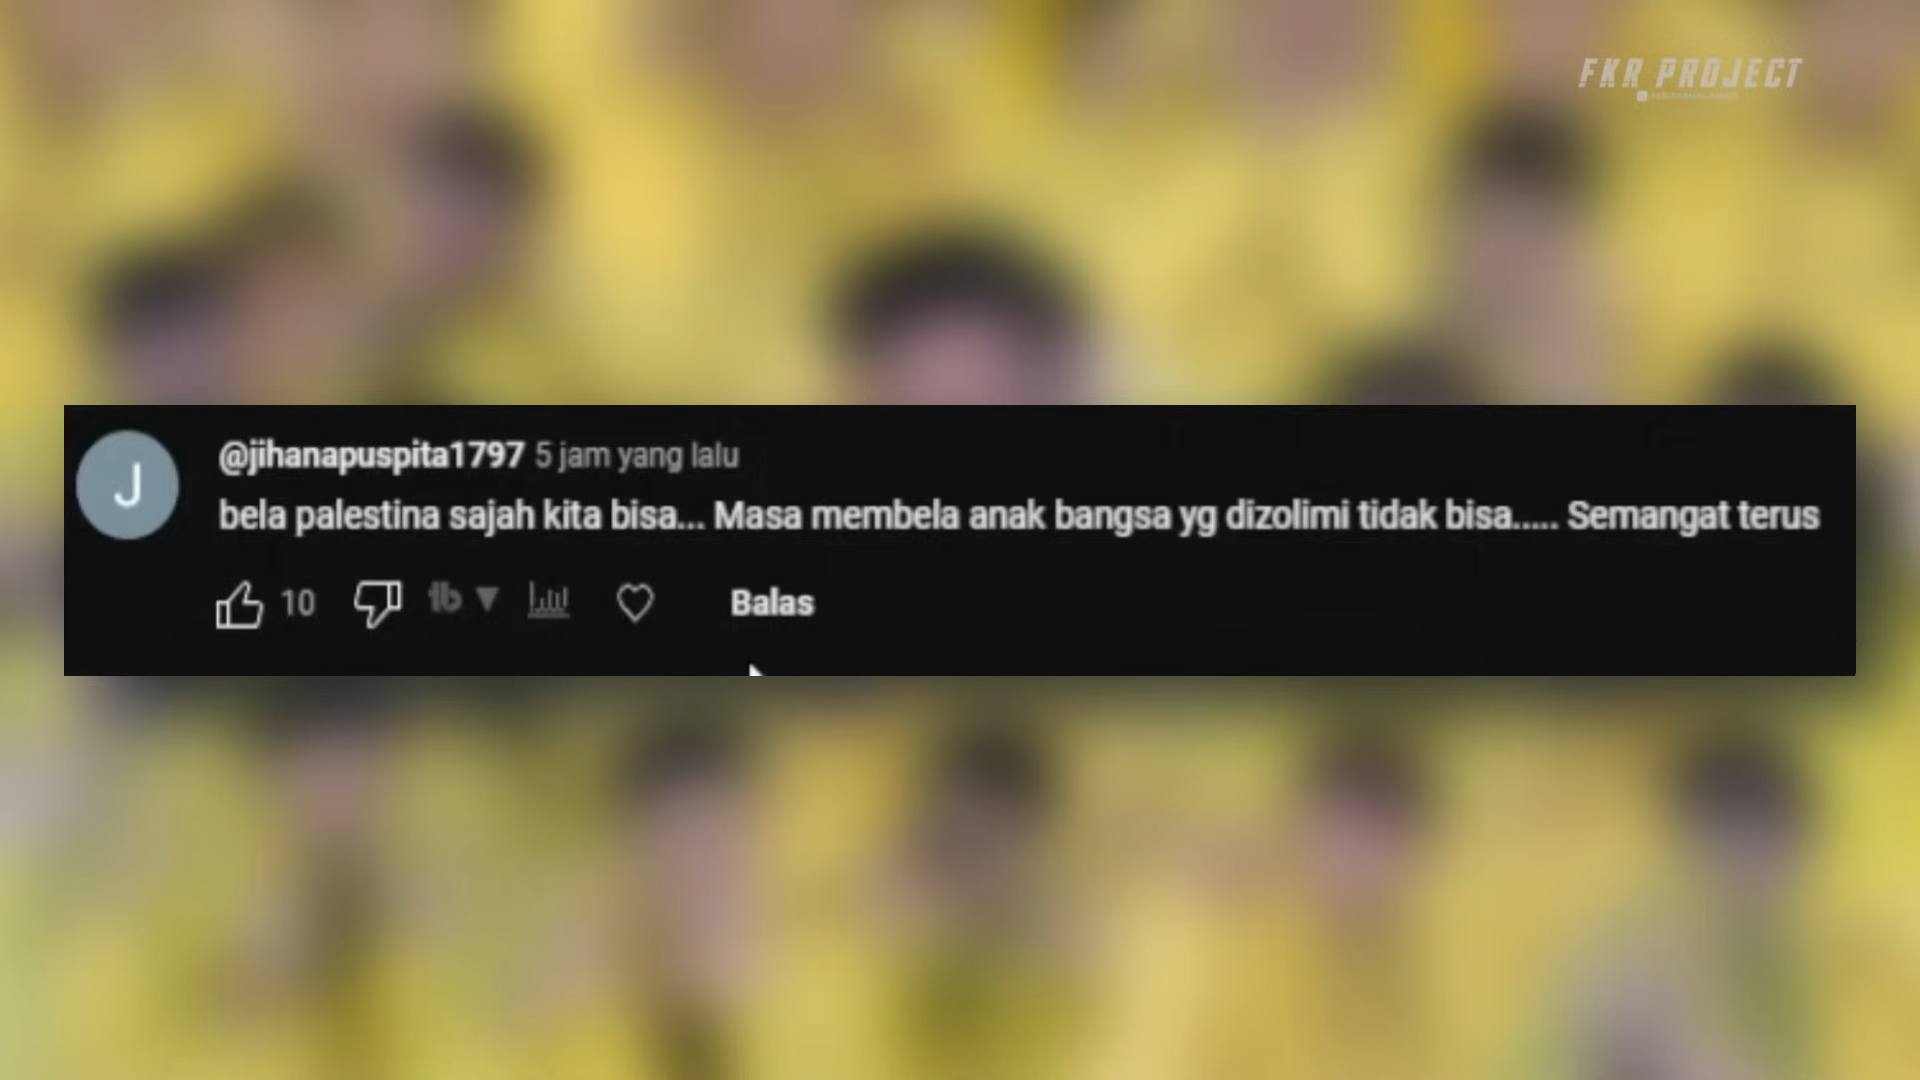 FKR PROJECT
J
@jihanapuspita1797 5 jam yang lalu
bela palestina sajah kita bisa... Masa membela anak bangsa yg dizolimi tidak bisa..... Semangat terus
10 tb Balas